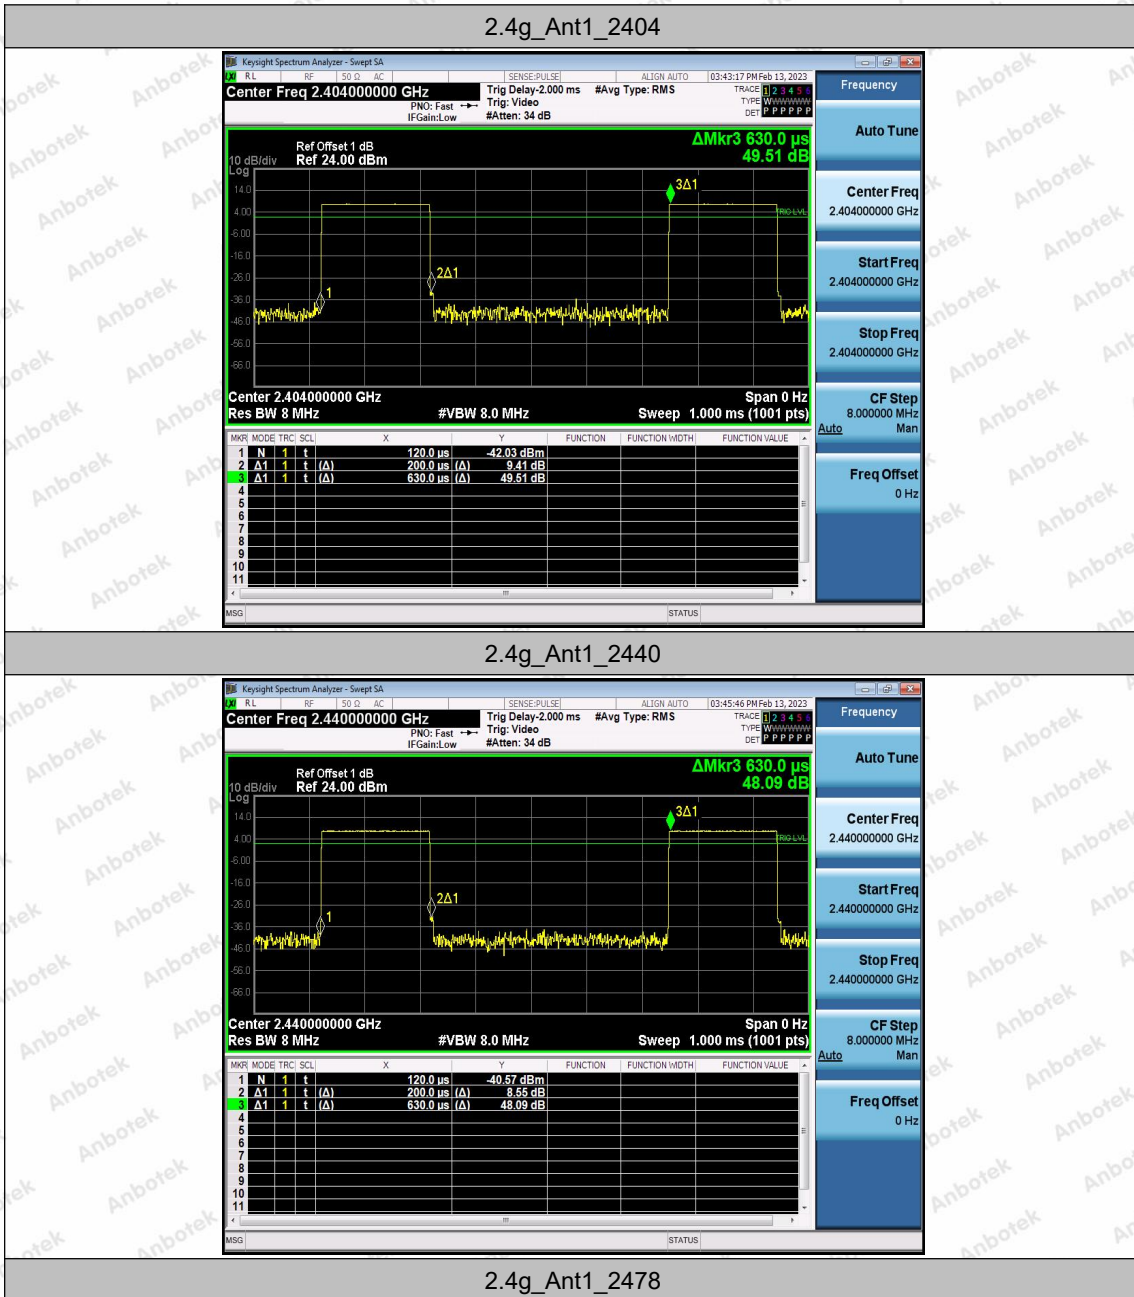 2.4g_Ant1_2404
Keysight Spectrum Analyzer - Swept SA
RL RF 50 Ω AC SENSE:PULSE ALIGN AUTO 03:43:17 PM Feb 13, 2023
Center Freq 2.404000000 GHz Trig Delay-2.000 ms #Avg Type: RMS TRACE 1 2 3 4 5 6
PNO: Fast Trig: Video TYPE WWWWWW
IFGain:Low #Atten: 34 dB DET P P P P P P
Frequency
Auto Tune
Center Freq
2.404000000 GHz
Start Freq
2.404000000 GHz
Stop Freq
2.404000000 GHz
CF Step
8.000000 MHz
Auto Man
Freq Offset
0 Hz
ΔMkr3 630.0 µs
49.51 dB
Ref Offset 1 dB
10 dB/div Ref 24.00 dBm
Log
14.0
4.00
-6.00
-16.0
-26.0
-36.0
-46.0
-56.0
-66.0
1
2Δ1
3Δ1
TRIG LVL
Center 2.404000000 GHz Span 0 Hz
Res BW 8 MHz #VBW 8.0 MHz Sweep 1.000 ms (1001 pts)
MKR MODE TRC SCL X Y FUNCTION FUNCTION WIDTH FUNCTION VALUE
1 N 1 t 120.0 µs -42.03 dBm
2 Δ1 1 t (Δ) 200.0 µs (Δ) 9.41 dB
3 Δ1 1 t (Δ) 630.0 µs (Δ) 49.51 dB
4
5
6
7
8
9
10
11
MSG STATUS
2.4g_Ant1_2440
Keysight Spectrum Analyzer - Swept SA
RL RF 50 Ω AC SENSE:PULSE ALIGN AUTO 03:45:46 PM Feb 13, 2023
Center Freq 2.440000000 GHz Trig Delay-2.000 ms #Avg Type: RMS TRACE 1 2 3 4 5 6
PNO: Fast Trig: Video TYPE WWWWWW
IFGain:Low #Atten: 34 dB DET P P P P P P
Frequency
Auto Tune
Center Freq
2.440000000 GHz
Start Freq
2.440000000 GHz
Stop Freq
2.440000000 GHz
CF Step
8.000000 MHz
Auto Man
Freq Offset
0 Hz
ΔMkr3 630.0 µs
48.09 dB
Ref Offset 1 dB
10 dB/div Ref 24.00 dBm
Log
14.0
4.00
-6.00
-16.0
-26.0
-36.0
-46.0
-56.0
-66.0
1
2Δ1
3Δ1
TRIG LVL
Center 2.440000000 GHz Span 0 Hz
Res BW 8 MHz #VBW 8.0 MHz Sweep 1.000 ms (1001 pts)
MKR MODE TRC SCL X Y FUNCTION FUNCTION WIDTH FUNCTION VALUE
1 N 1 t 120.0 µs -40.57 dBm
2 Δ1 1 t (Δ) 200.0 µs (Δ) 8.55 dB
3 Δ1 1 t (Δ) 630.0 µs (Δ) 48.09 dB
4
5
6
7
8
9
10
11
MSG STATUS
2.4g_Ant1_2478